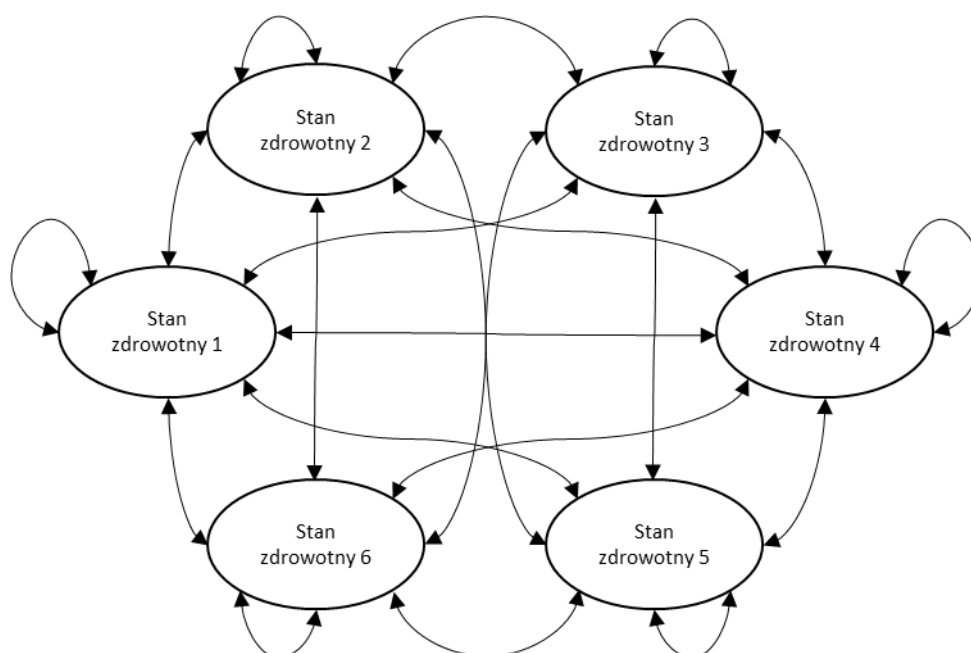 Stan
zdrowotny 2
Stan
zdrowotny 3
Stan
zdrowotny 1
Stan
zdrowotny 4
Stan
zdrowotny 6
Stan
zdrowotny 5